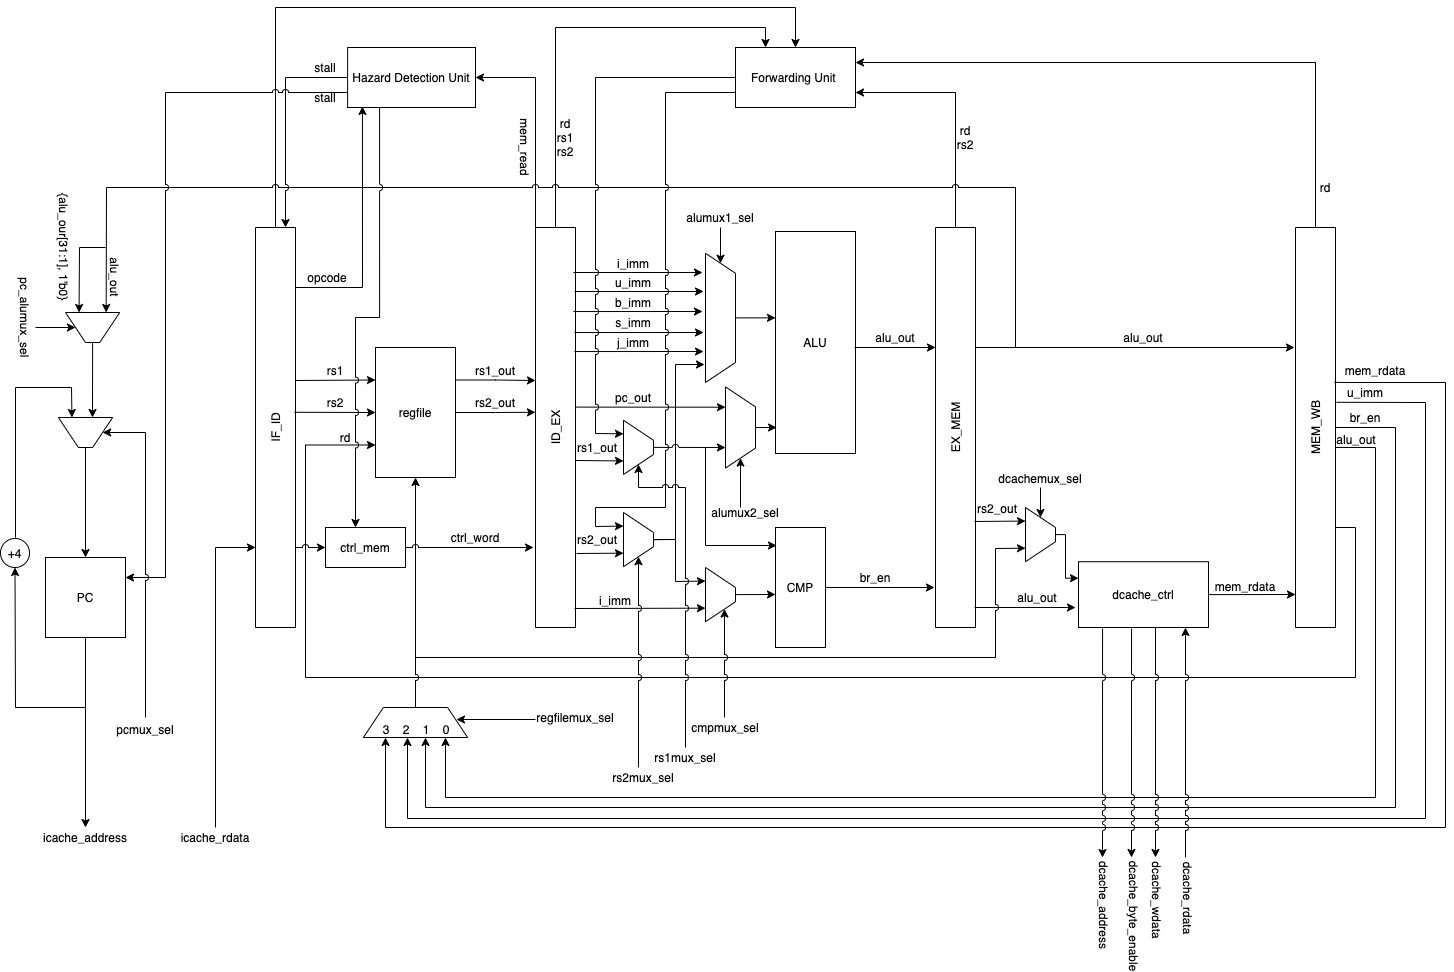 stall
stall
Hazard Detection Unit
Forwarding Unit
mem_read
rd
rs1
rs2
rd
rs2
rd
{alu_our[31:1], 1'b0}
alu_out
pc_alumux_sel
opcode
alumux1_sel
i_imm
u_imm
b_imm
s_imm
j_imm
ALU
alu_out
alu_out
mem_rdata
u_imm
br_en
alu_out
rs1
rs2
rd
regfile
rs1_out
rs2_out
IF_ID
ID_EX
EX_MEM
MEM_WB
pc_out
rs1_out
alumux2_sel
dcachemux_sel
rs2_out
rs2_out
ctrl_mem
ctrl_word
+4
PC
i_imm
CMP
br_en
alu_out
dcache_ctrl
mem_rdata
pcmux_sel
3 2 1 0
regfilemux_sel
cmpmux_sel
rs1mux_sel
rs2mux_sel
icache_address
icache_rdata
dcache_address
dcache_byte_enable
dcache_wdata
dcache_rdata